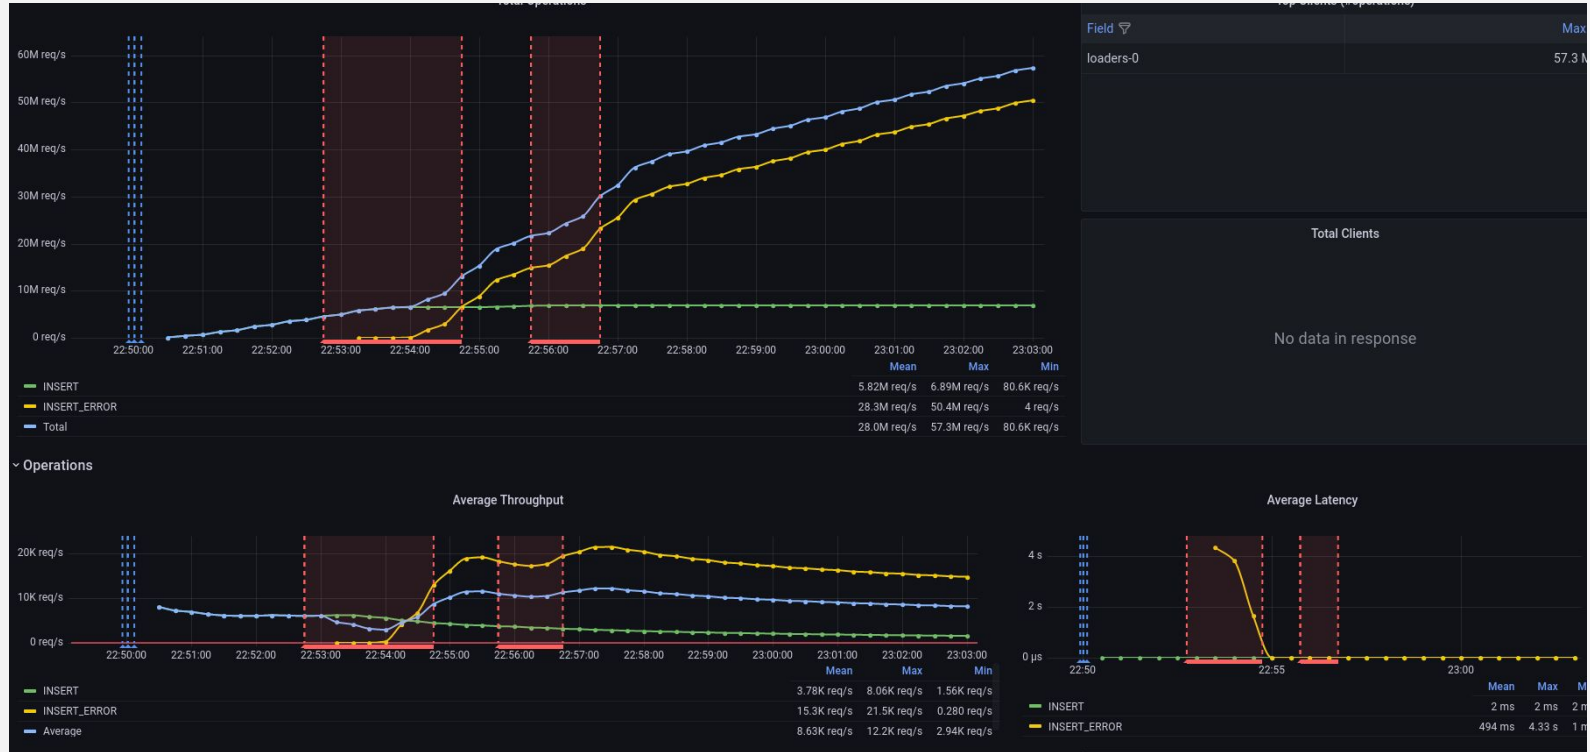 Total Operations
60M req/s
50M req/s
40M req/s
30M req/s
20M req/s
10M req/s
0 req/s
22:50:00 22:51:00 22:52:00 22:53:00 22:54:00 22:55:00 22:56:00 22:57:00 22:58:00 22:59:00 23:00:00 23:01:00 23:02:00 23:03:00
Mean Max Min
INSERT 5.82M req/s 6.89M req/s 80.6K req/s
INSERT_ERROR 28.3M req/s 50.4M req/s 4 req/s
Total 28.0M req/s 57.3M req/s 80.6K req/s
Top Clients (#operations)
Field Max
loaders-0 57.3 M
Total Clients
No data in response
Operations
Average Throughput
20K req/s
10K req/s
0 req/s
22:50:00 22:51:00 22:52:00 22:53:00 22:54:00 22:55:00 22:56:00 22:57:00 22:58:00 22:59:00 23:00:00 23:01:00 23:02:00 23:03:00
Mean Max Min
INSERT 3.78K req/s 8.06K req/s 1.56K req/s
INSERT_ERROR 15.3K req/s 21.5K req/s 0.280 req/s
Average 8.63K req/s 12.2K req/s 2.94K req/s
Average Latency
4 s
2 s
0 µs
22:50 22:55 23:00
Mean Max M
INSERT 2 ms 2 ms 2 m
INSERT_ERROR 494 ms 4.33 s 1 m